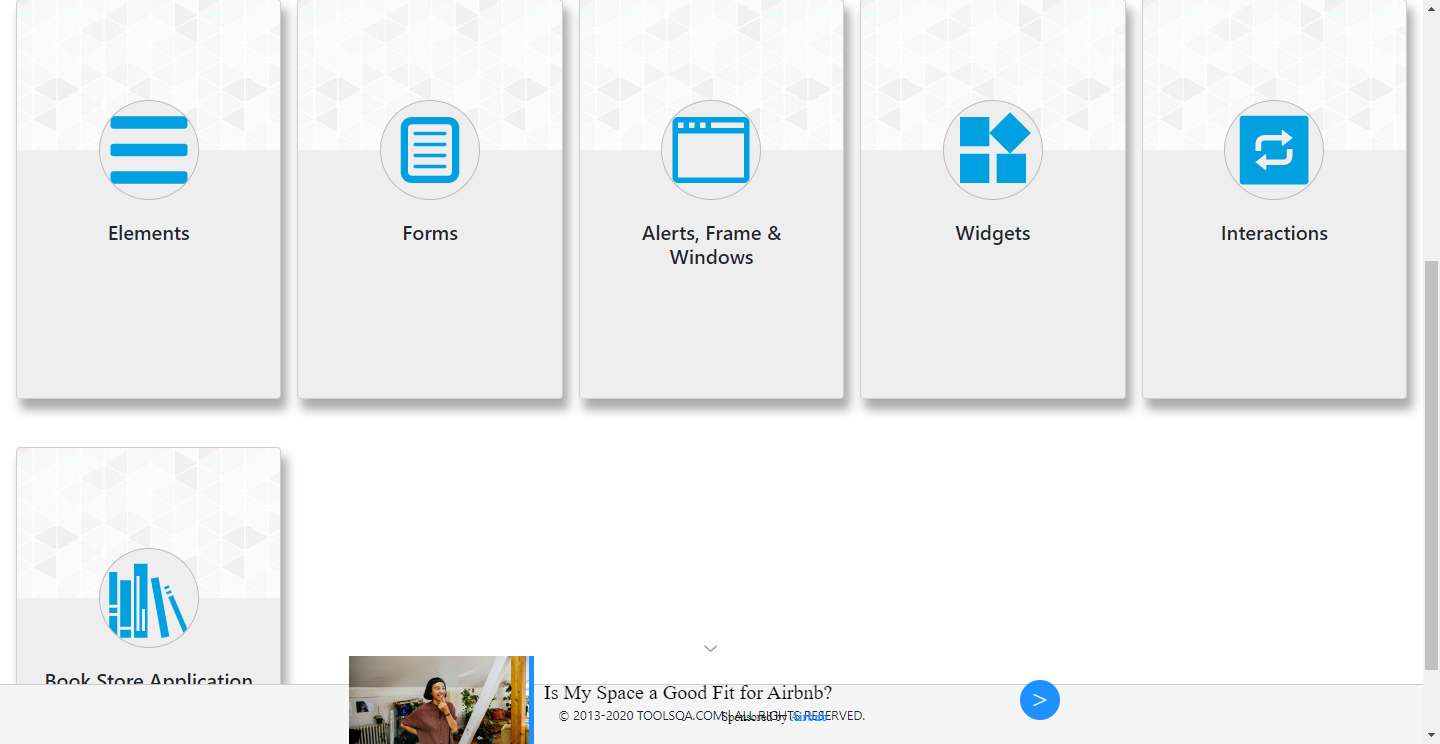 Elements
Forms
Alerts, Frame &
Windows
Widgets
Interactions
Book Store Application
Is My Space a Good Fit for Airbnb?
© 2013-2020 TOOLSQA.COM | ALL RIGHTS RESERVED.
Sponsored by Airbnb
>